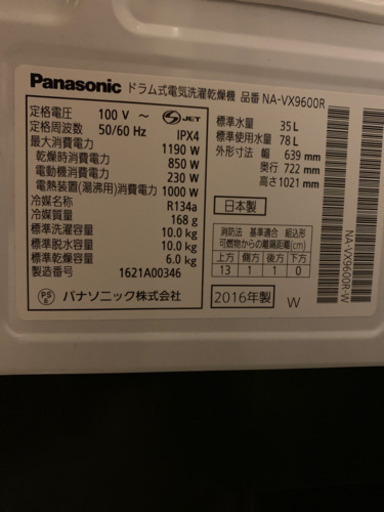 Panasonic ドラム式電気洗濯乾燥機 品番 NA-VX9600R
定格電圧 100 V～
定格周波数 50/60 Hz
S-JET
IPX4
最大消費電力 1190 W
乾燥時消費電力 850 W
電動機消費電力 230 W
電熱装置(湯沸用)消費電力 1000 W
冷媒名称 R134a
冷媒質量 168 g
標準洗濯容量 10.0 kg
標準脱水容量 10.0 kg
標準乾燥容量 6.0 kg
製造番号 1621A00346
PS
E
パナソニック株式会社
標準水量 35 L
標準使用水量 78 L
外形寸法 幅 639 mm
奥行 722 mm
高さ 1021 mm
日本製
消防法 基準適合 組込形
可燃物からの離隔距離(cm)
上方 側方 後方 下方
13 1 1 0
2016年製
W
NA-VX9600R-W